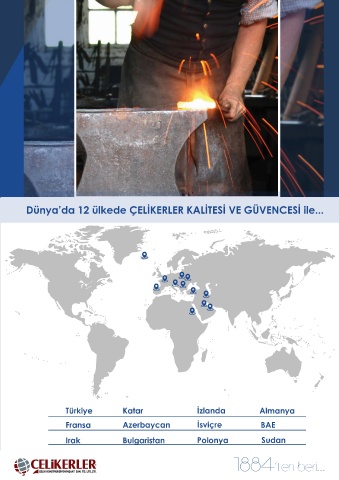 Dünya'da 12 ülkede ÇELİKERLER KALİTESİ VE GÜVENCESİ ile...
Türkiye Katar İzlanda Almanya
Fransa Azerbaycan İsviçre BAE
Irak Bulgaristan Polonya Sudan
ÇELİKERLER
1884'ten beri...